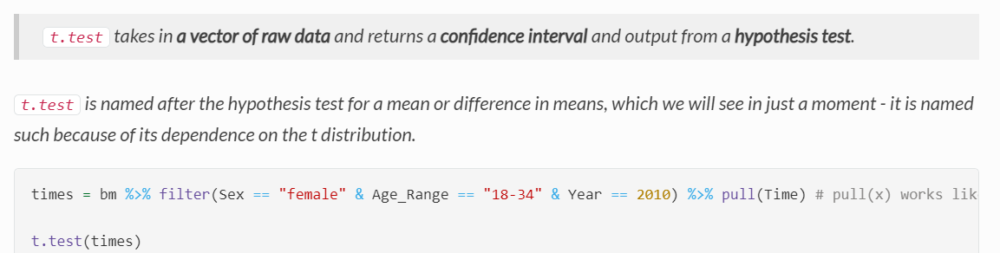 t.test takes in a vector of raw data and returns a confidence interval and output from a hypothesis test.
t.test is named after the hypothesis test for a mean or difference in means, which we will see in just a moment - it is named
such because of its dependence on the t distribution.
times = bm %>% filter(Sex == "female" & Age_Range == "18-34" & Year == 2010) %>% pull(Time) # pull(x) works lik
t.test(times)